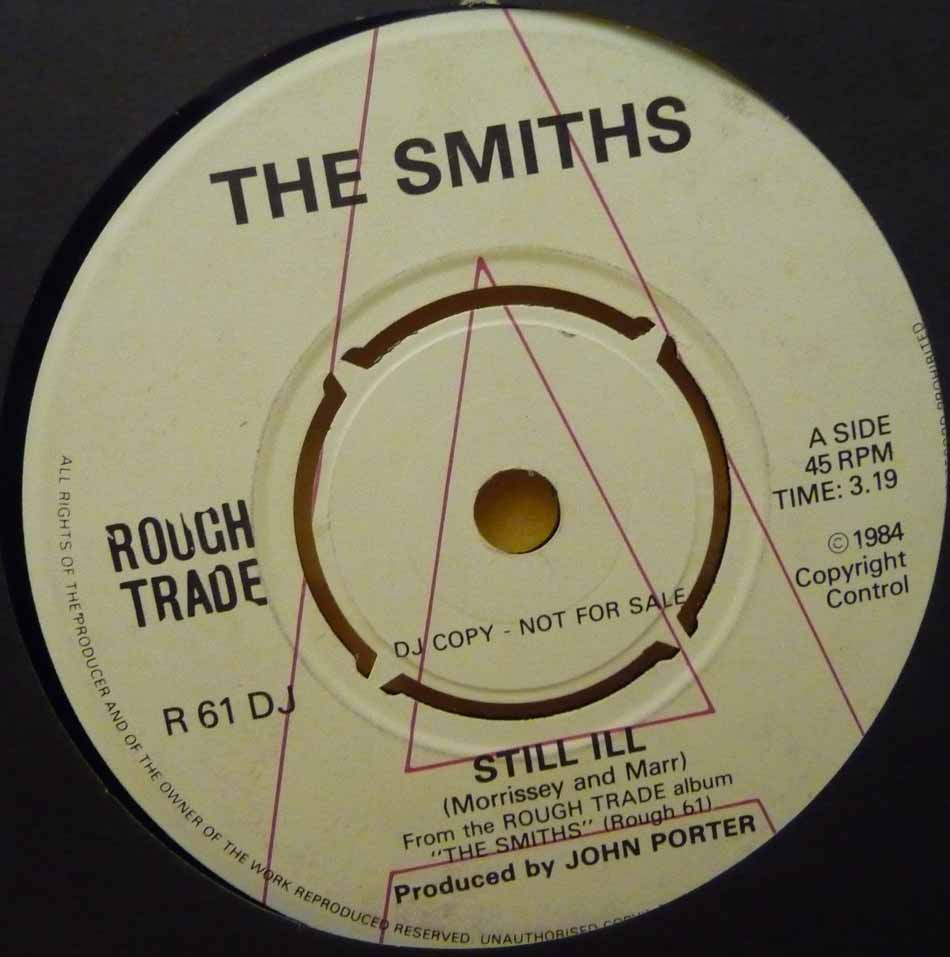 THE SMITHS
ROUGH
TRADE
R 61 DJ
A SIDE
45 RPM
TIME: 3.19
©1984
Copyright
Control
DJ COPY - NOT FOR SALE
STILL ILL
(Morrissey and Marr)
From the ROUGH TRADE album
"THE SMITHS" (Rough 61)
Produced by JOHN PORTER
ALL RIGHTS OF THE PRODUCER AND OF THE OWNER OF THE WORK REPRODUCED RESERVED. UNAUTHORISED